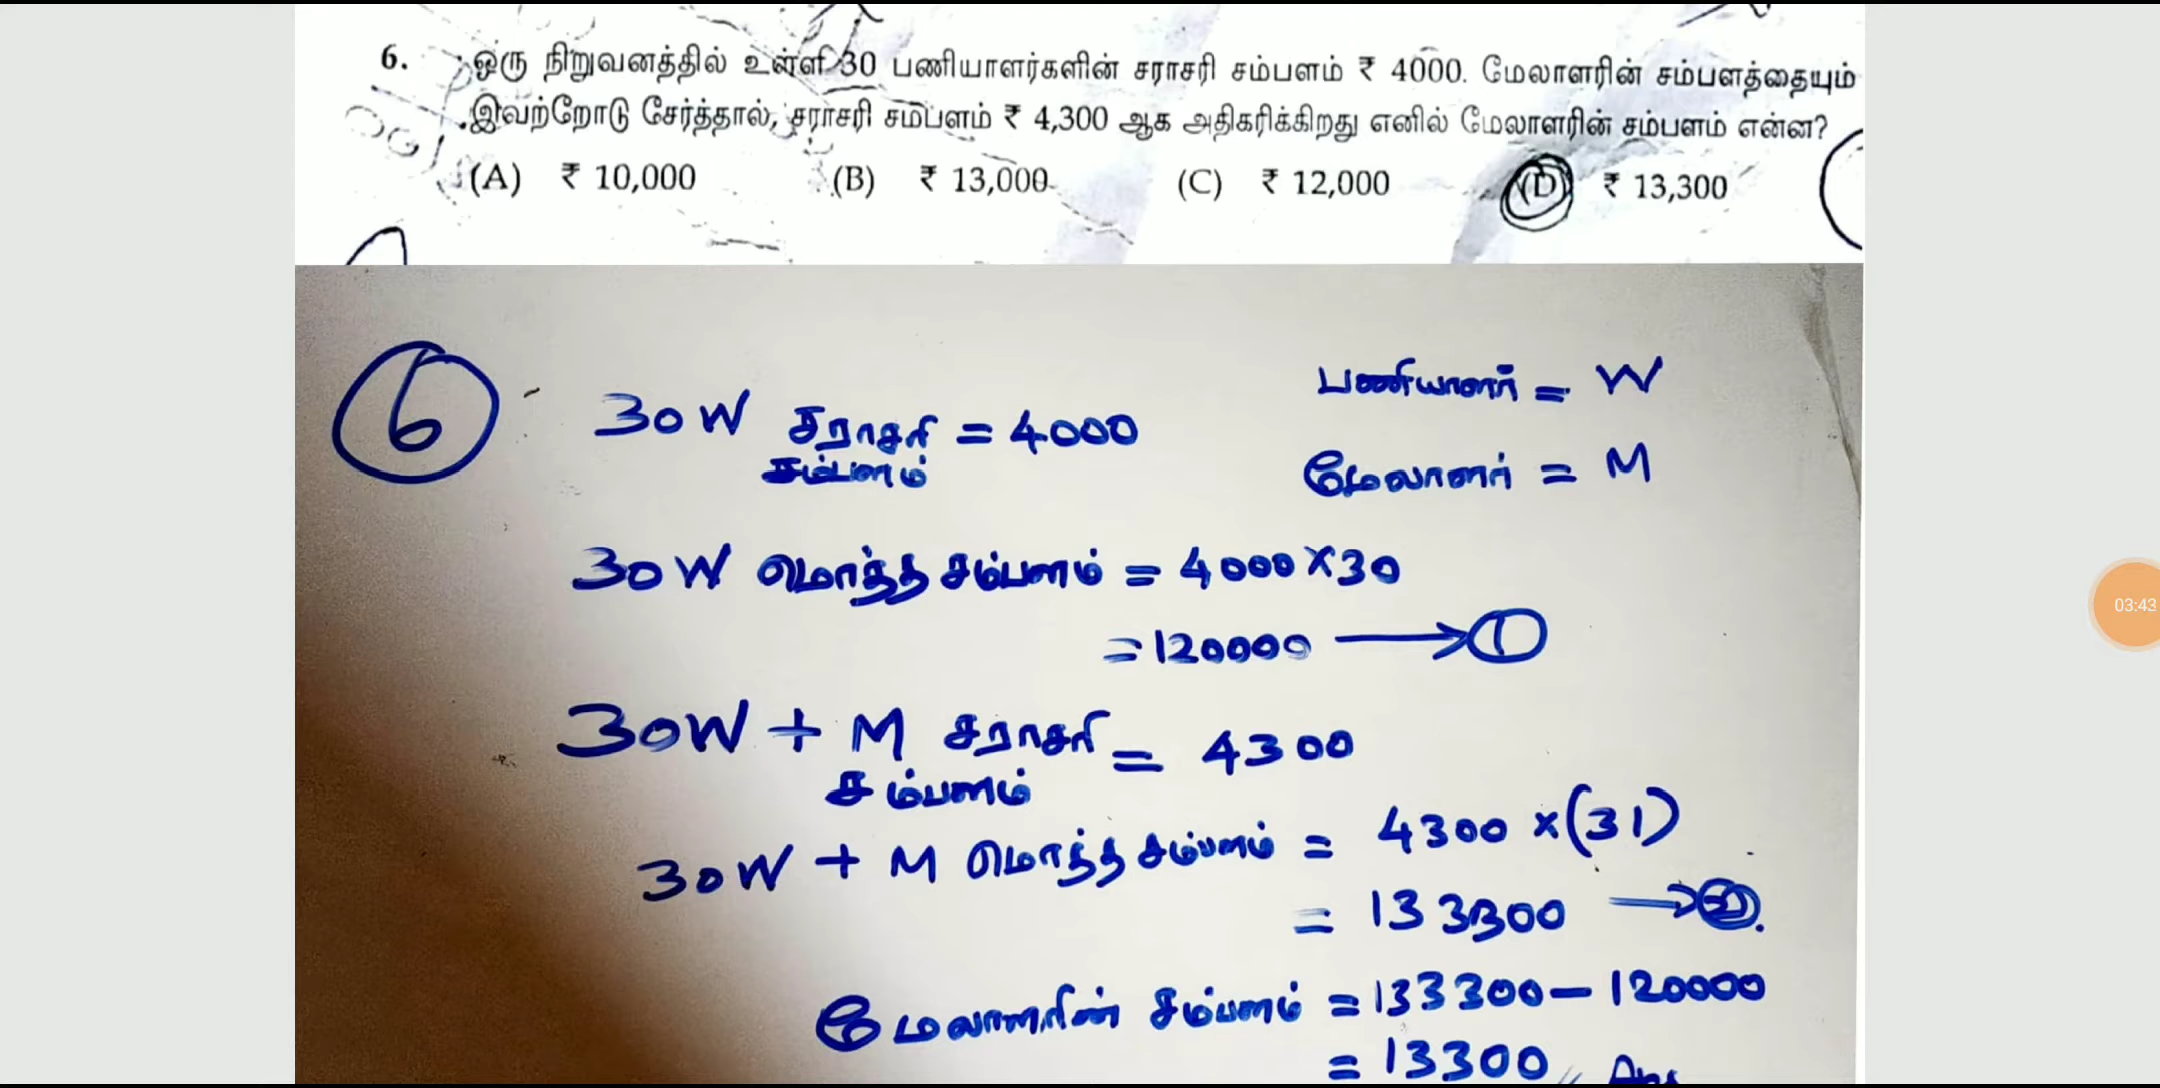 6. ஒரு நிறுவனத்தில் உள்ள 30 பணியாளர்களின் சராசரி சம்பளம் ₹ 4000. மேலாளரின் சம்பளத்தையும்
இவற்றோடு சேர்த்தால், சராசரி சம்பளம் ₹ 4,300 ஆக அதிகரிக்கிறது எனில் மேலாளரின் சம்பளம் என்ன?
(A) ₹ 10,000 (B) ₹ 13,000 (C) ₹ 12,000 (D) ₹ 13,300
6
பணியாளர் = W
30W சராசரி = 4000
சம்பளம்
மேலாளர் = M
30W மொத்த சம்பளம் = 4000×30
= 120000 → 1
30W + M சராசரி = 4300
சம்பளம்
30W + M மொத்த சம்பளம் = 4300 ×(31)
= 133300 → 2.
மேலாளரின் சம்பளம் = 133300 – 120000
= 13300 // Ans
03:43